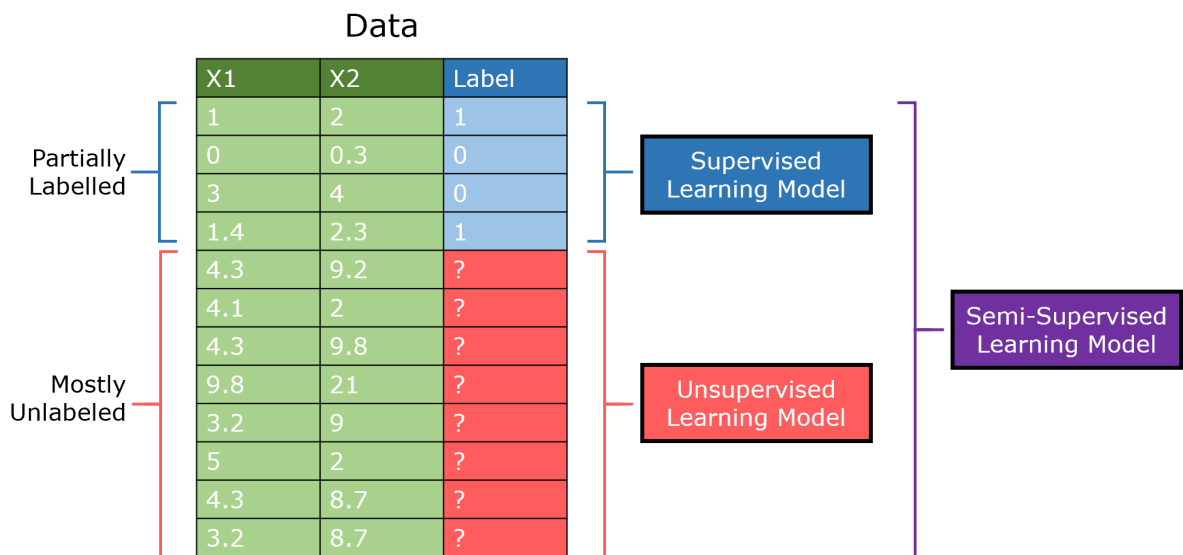 Data
X1 X2 Label
1 2 1
0 0.3 0
3 4 0
1.4 2.3 1
4.3 9.2 ?
4.1 2 ?
4.3 9.8 ?
9.8 21 ?
3.2 9 ?
5 2 ?
4.3 8.7 ?
3.2 8.7 ?
Partially
Labelled
Mostly
Unlabeled
Supervised
Learning Model
Unsupervised
Learning Model
Semi-Supervised
Learning Model